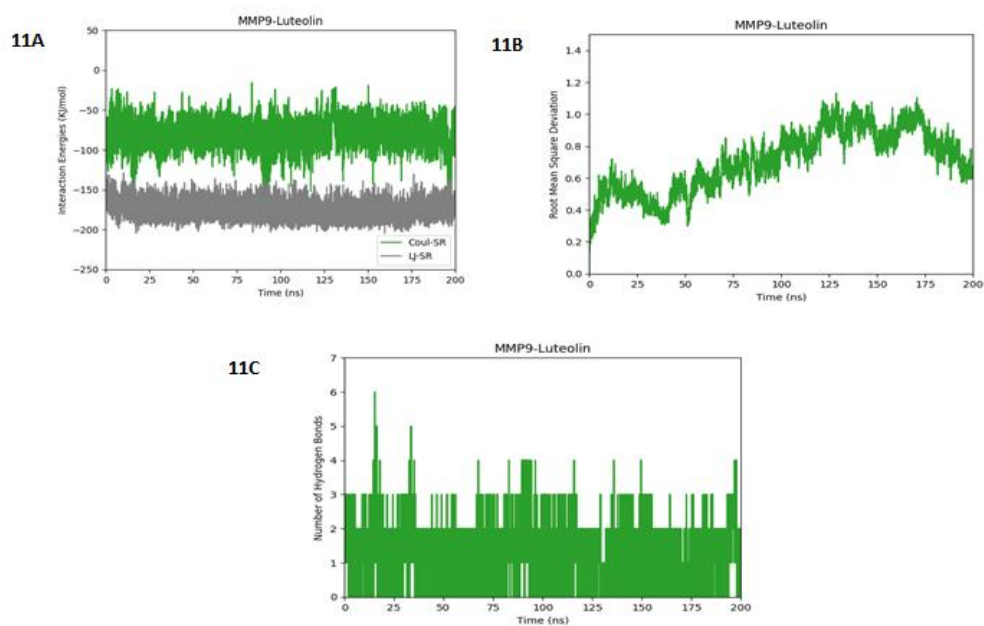 11A
MMP9-Luteolin
Interaction Energies (KJ/mol)
50
0
−50
−100
−150
−200
−250
Coul-SR
LJ-SR
0 25 50 75 100 125 150 175 200
Time (ns)
11B
MMP9-Luteolin
Root Mean Square Deviation
1.4
1.2
1.0
0.8
0.6
0.4
0.2
0.0
0 25 50 75 100 125 150 175 200
Time (ns)
11C
MMP9-Luteolin
Number of Hydrogen Bonds
7
6
5
4
3
2
1
0
0 25 50 75 100 125 150 175 200
Time (ns)